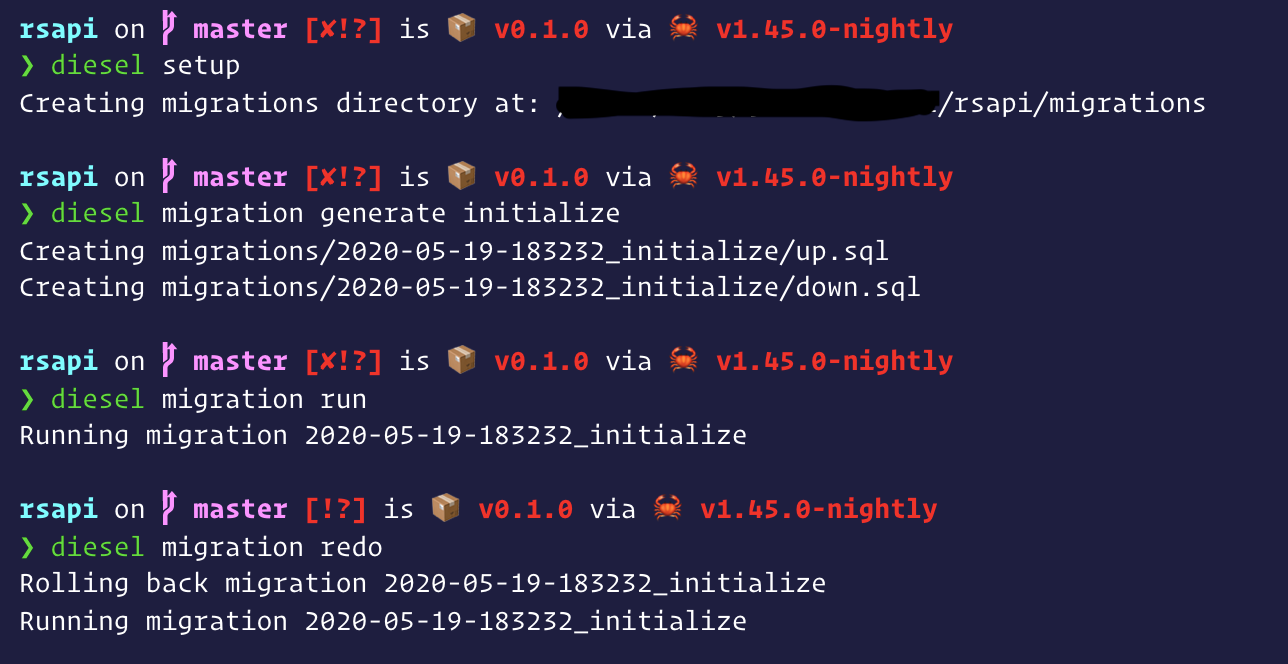 rsapi on master [✘!?] is 📦 v0.1.0 via 🦀 v1.45.0-nightly
❯ diesel setup
Creating migrations directory at: /rsapi/migrations
rsapi on master [✘!?] is 📦 v0.1.0 via 🦀 v1.45.0-nightly
❯ diesel migration generate initialize
Creating migrations/2020-05-19-183232_initialize/up.sql
Creating migrations/2020-05-19-183232_initialize/down.sql
rsapi on master [✘!?] is 📦 v0.1.0 via 🦀 v1.45.0-nightly
❯ diesel migration run
Running migration 2020-05-19-183232_initialize
rsapi on master [!?] is 📦 v0.1.0 via 🦀 v1.45.0-nightly
❯ diesel migration redo
Rolling back migration 2020-05-19-183232_initialize
Running migration 2020-05-19-183232_initialize